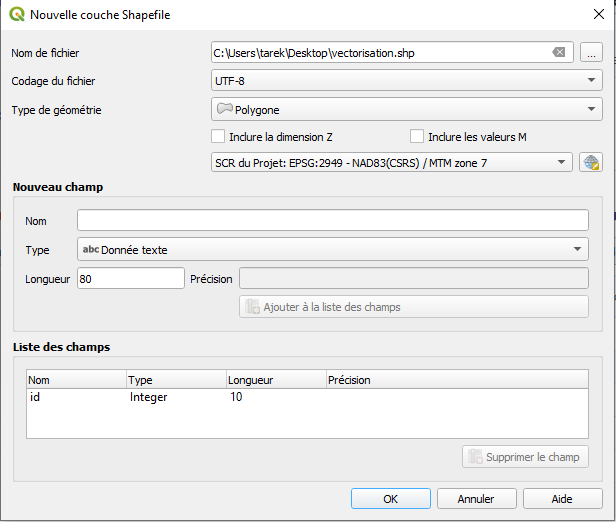 Nouvelle couche Shapefile
Nom de fichier C:\Users\tarek\Desktop\vectorisation.shp ...
Codage du fichier UTF-8
Type de géométrie Polygone
Inclure la dimension Z Inclure les valeurs M
SCR du Projet: EPSG:2949 - NAD83(CSRS) / MTM zone 7
Nouveau champ
Nom
Type abc Donnée texte
Longueur 80 Précision
Ajouter à la liste des champs
Liste des champs
Nom Type Longueur Précision
id Integer 10
Supprimer le champ
OK Annuler Aide